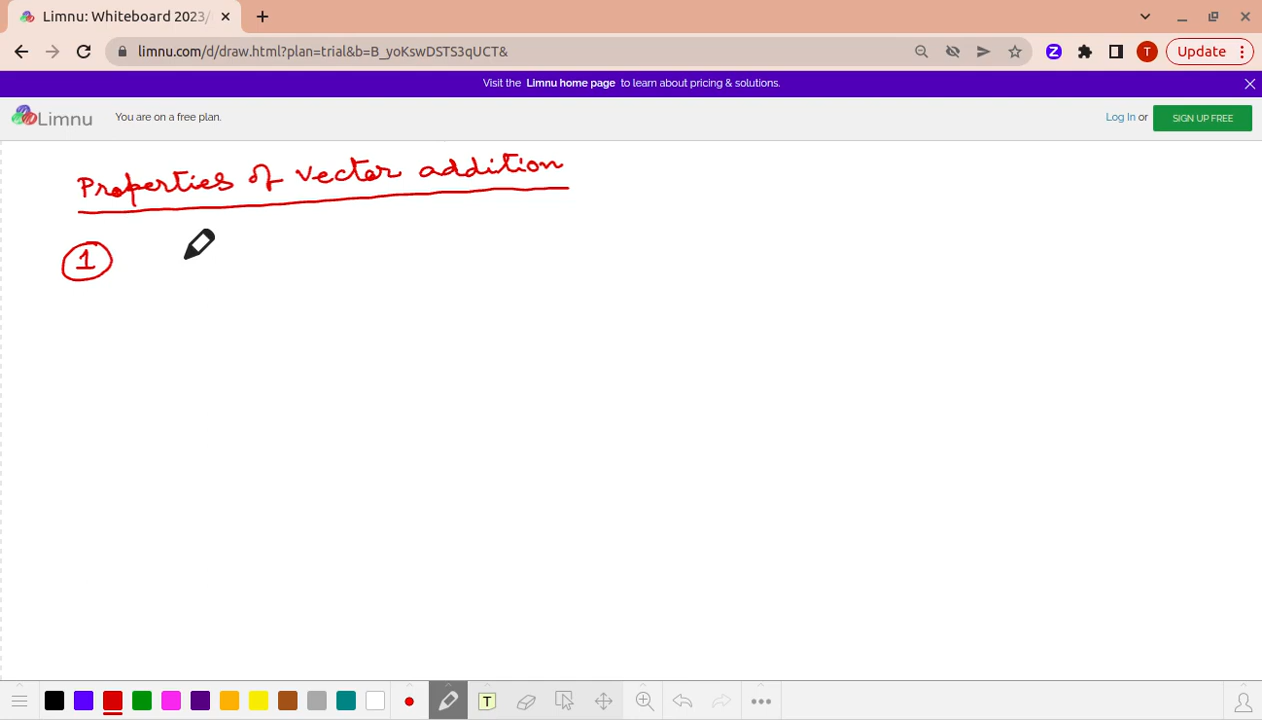 Limnu: Whiteboard 2023/
limnu.com/d/draw.html?plan=trial&b=B_yoKswDSTS3qUCT&
Z
T
Update
Visit the Limnu home page to learn about pricing & solutions.
Limnu
You are on a free plan.
Log In or
SIGN UP FREE
Properties of vector addition
1
T